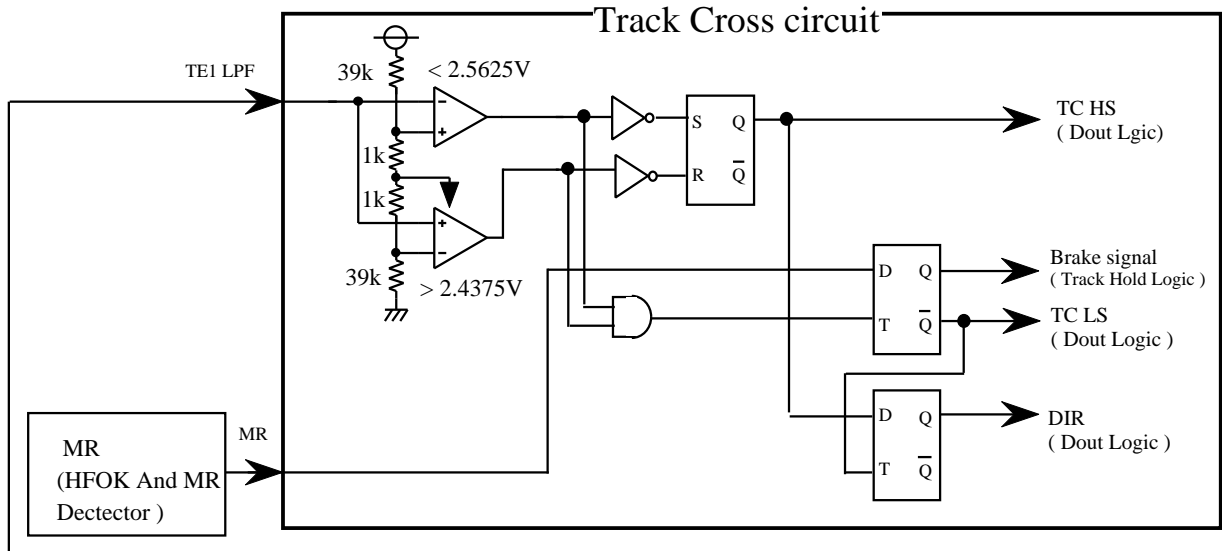 Track Cross circuit
TE1 LPF
39k
< 2.5625V
1k
1k
39k
> 2.4375V
S Q
R Q
TC HS
( Dout Lgic)
D Q
T Q
Brake signal
( Track Hold Logic )
TC LS
( Dout Logic )
D Q
T Q
DIR
( Dout Logic )
MR
MR
(HFOK And MR
Dectector )